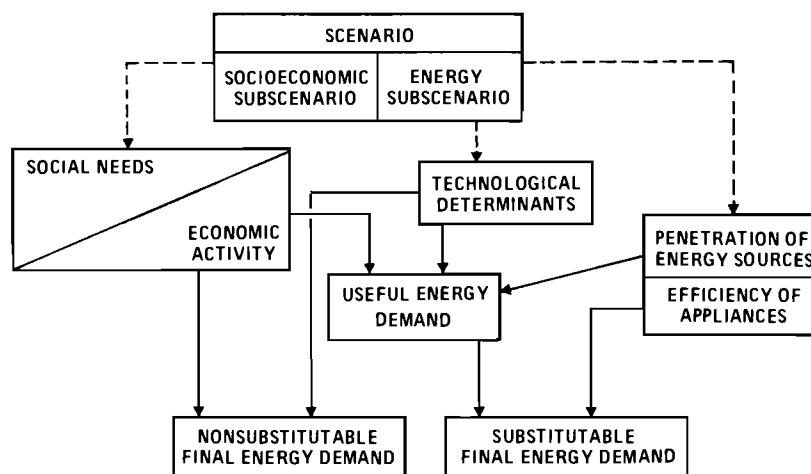 SCENARIO
SOCIOECONOMIC
SUBSCENARIO
ENERGY
SUBSCENARIO
SOCIAL NEEDS
ECONOMIC
ACTIVITY
TECHNOLOGICAL
DETERMINANTS
PENETRATION OF
ENERGY SOURCES
EFFICIENCY OF
APPLIANCES
USEFUL ENERGY
DEMAND
NONSUBSTITUTABLE
FINAL ENERGY DEMAND
SUBSTITUTABLE
FINAL ENERGY DEMAND